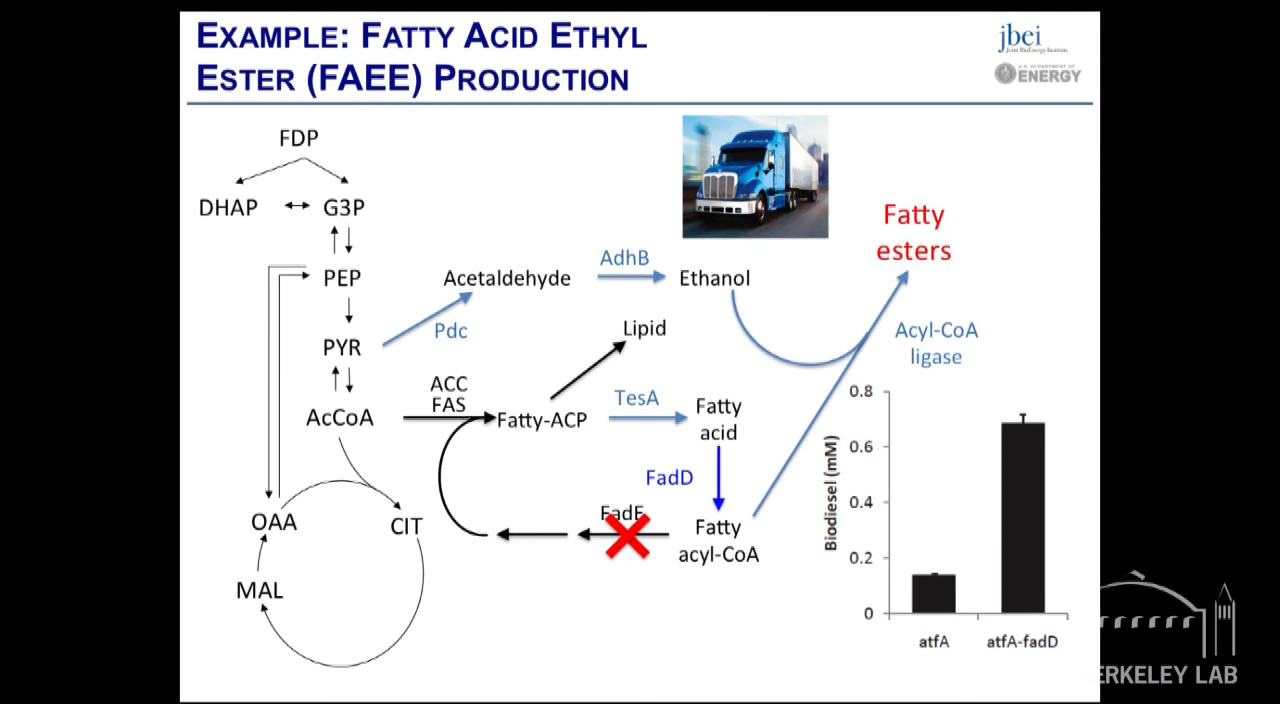 EXAMPLE: FATTY ACID ETHYL
ESTER (FAEE) PRODUCTION
jbei
Joint BioEnergy Institute
U.S. DEPARTMENT OF
ENERGY
FDP
DHAP
G3P
PEP
PYR
AcCoA
OAA
CIT
MAL
Pdc
Acetaldehyde
AdhB
Ethanol
Lipid
ACC
FAS
Fatty-ACP
TesA
Fatty
acid
FadD
FadE
Fatty
acyl-CoA
Fatty
esters
Acyl-CoA
ligase
Biodiesel (mM)
0.8
0.6
0.4
0.2
0
atfA
atfA-fadD
ERKELEY LAB